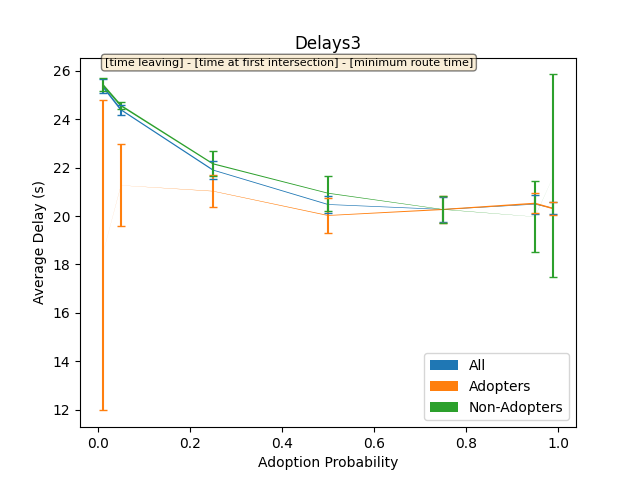 Delays3
[time leaving] - [time at first intersection] - [minimum route time]
26
24
22
20
18
16
14
12
Average Delay (s)
0.0 0.2 0.4 0.6 0.8 1.0
Adoption Probability
All
Adopters
Non-Adopters